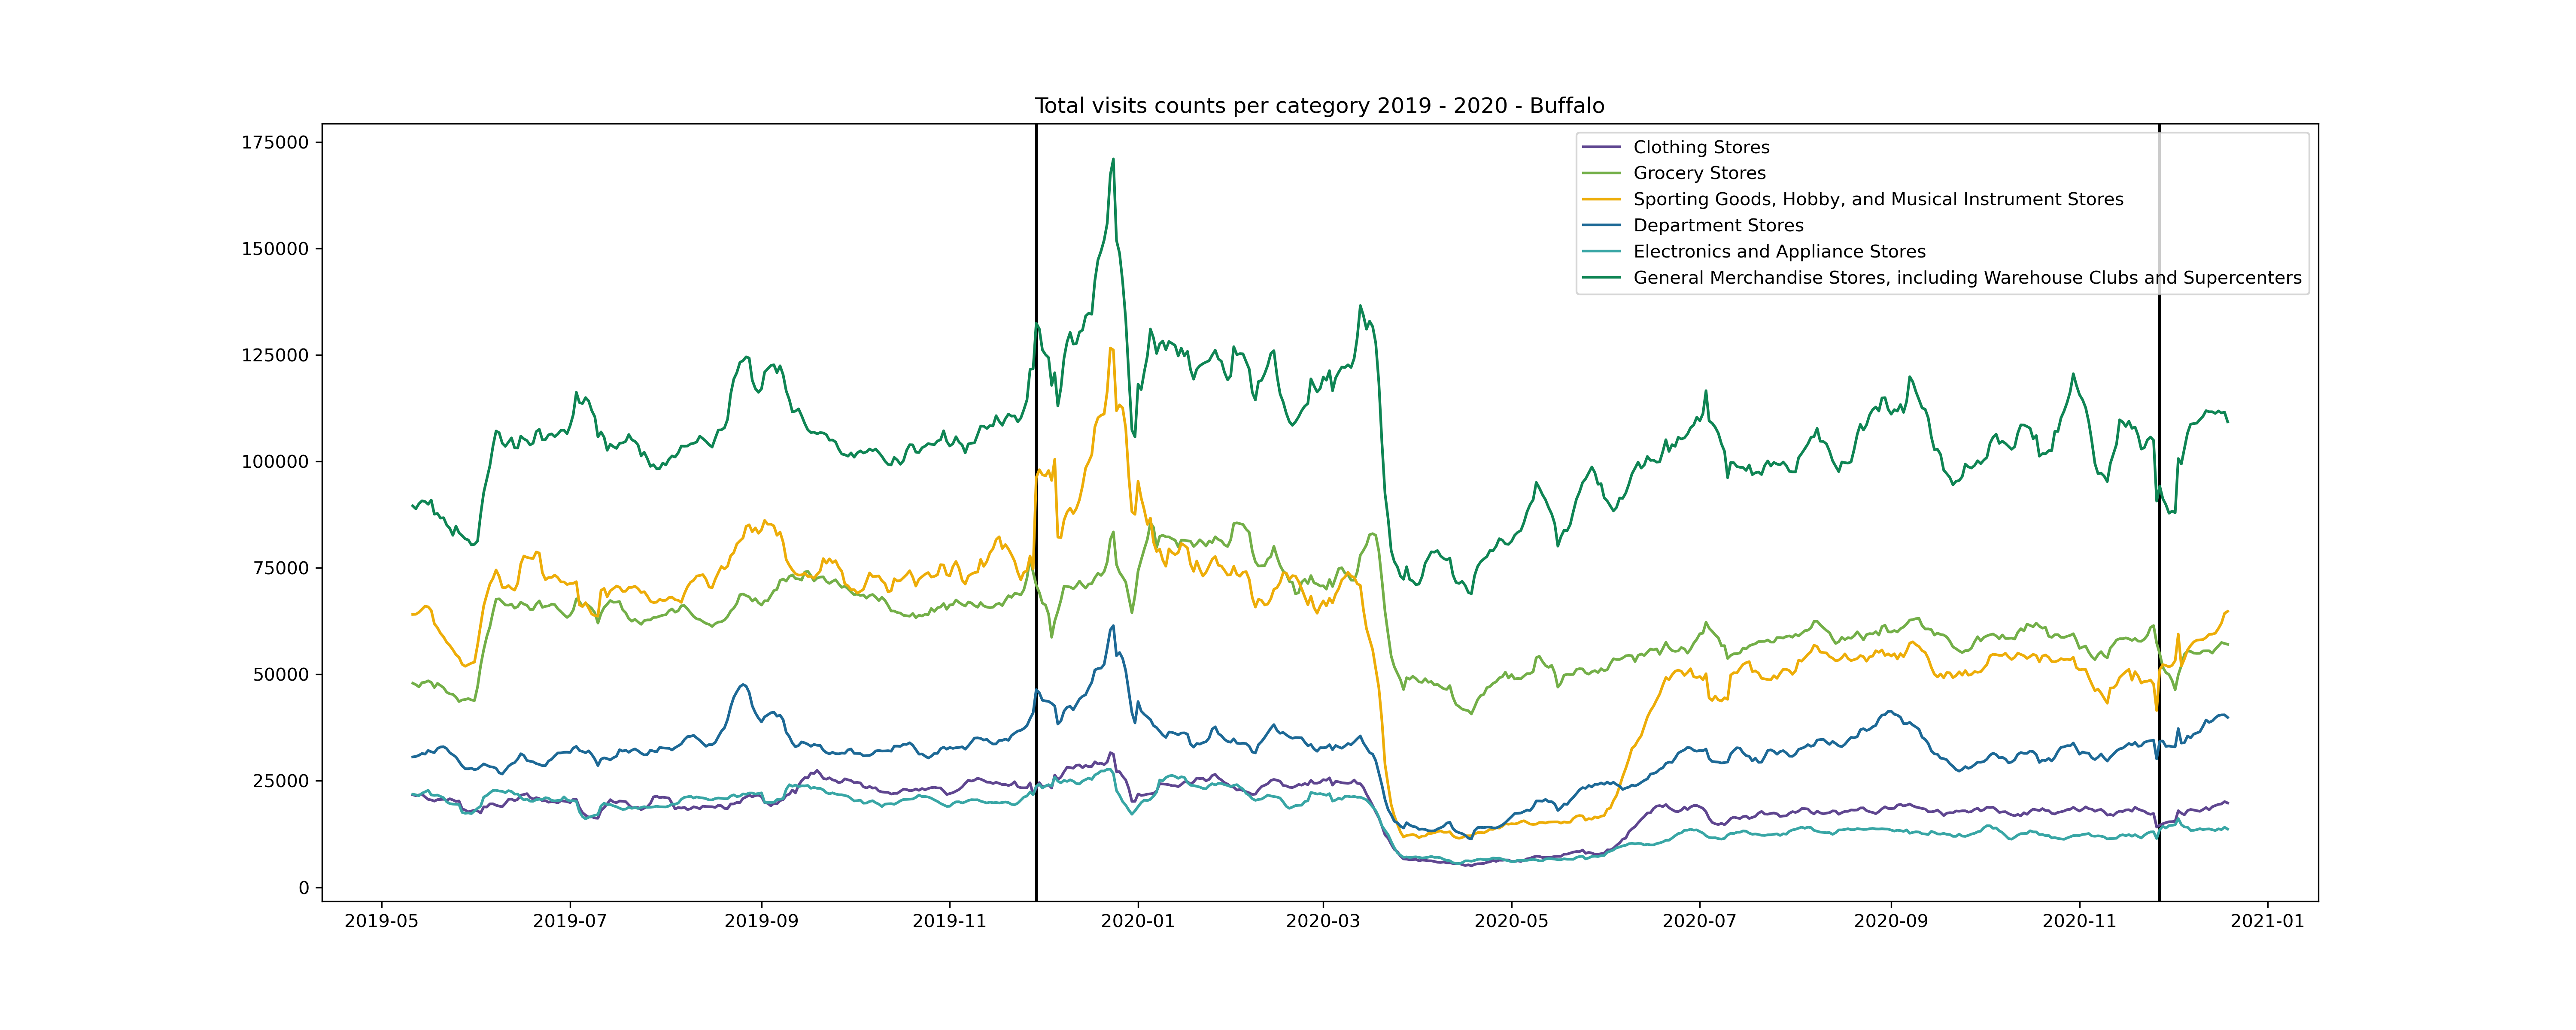 Total visits counts per category 2019 - 2020 - Buffalo
175000
150000
125000
100000
75000
50000
25000
0
Clothing Stores
Grocery Stores
Sporting Goods, Hobby, and Musical Instrument Stores
Department Stores
Electronics and Appliance Stores
General Merchandise Stores, including Warehouse Clubs and Supercenters
2019-05
2019-07
2019-09
2019-11
2020-01
2020-03
2020-05
2020-07
2020-09
2020-11
2021-01